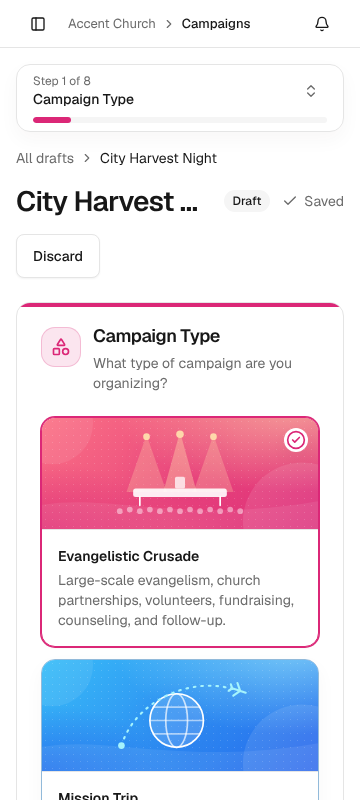 Accent Church > Campaigns
Step 1 of 8
Campaign Type
All drafts > City Harvest Night
City Harvest ...
Draft
Saved
Discard
Campaign Type
What type of campaign are you
organizing?
Evangelistic Crusade
Large-scale evangelism, church
partnerships, volunteers, fundraising,
counseling, and follow-up.
Mission Trip